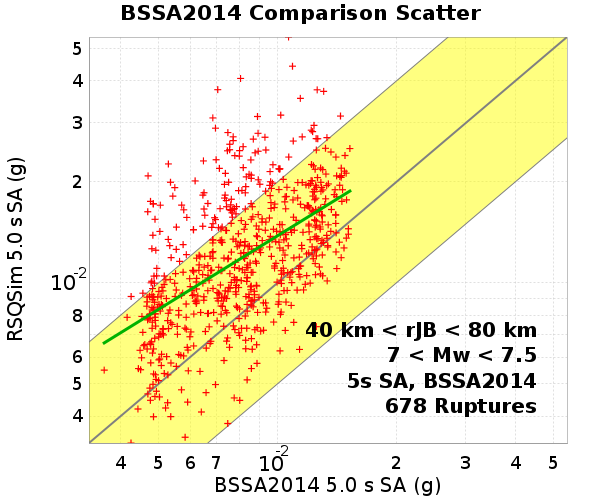 BSSA2014 Comparison Scatter
RSQSim 5.0 s SA (g)
5
4
3
2
10-2
8
6
5
4
40 km < rJB < 80 km
7 < Mw < 7.5
5s SA, BSSA2014
678 Ruptures
4 5 6 7 10-2 2 3 4 5
BSSA2014 5.0 s SA (g)